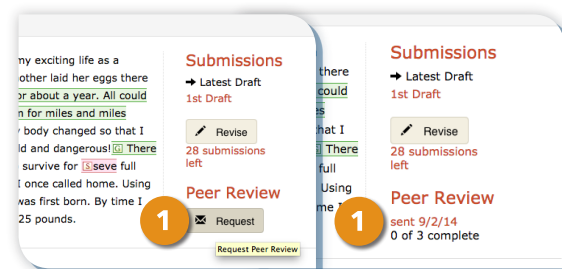 my exciting life as a
other laid her eggs there
or about a year. All could
m for miles and miles
body changed so that I
ld and dangerous! G There
survive for S seve full
I once called home. Using
was first born. By time I
25 pounds.
Submissions
➜ Latest Draft
1st Draft
Revise
28 submissions
left
Peer Review
1
Request
Request Peer Review
there
could
es
hat I
There
full
Using
me I
Submissions
➜ Latest Draft
1st Draft
Revise
28 submissions
left
Peer Review
1
sent 9/2/14
0 of 3 complete